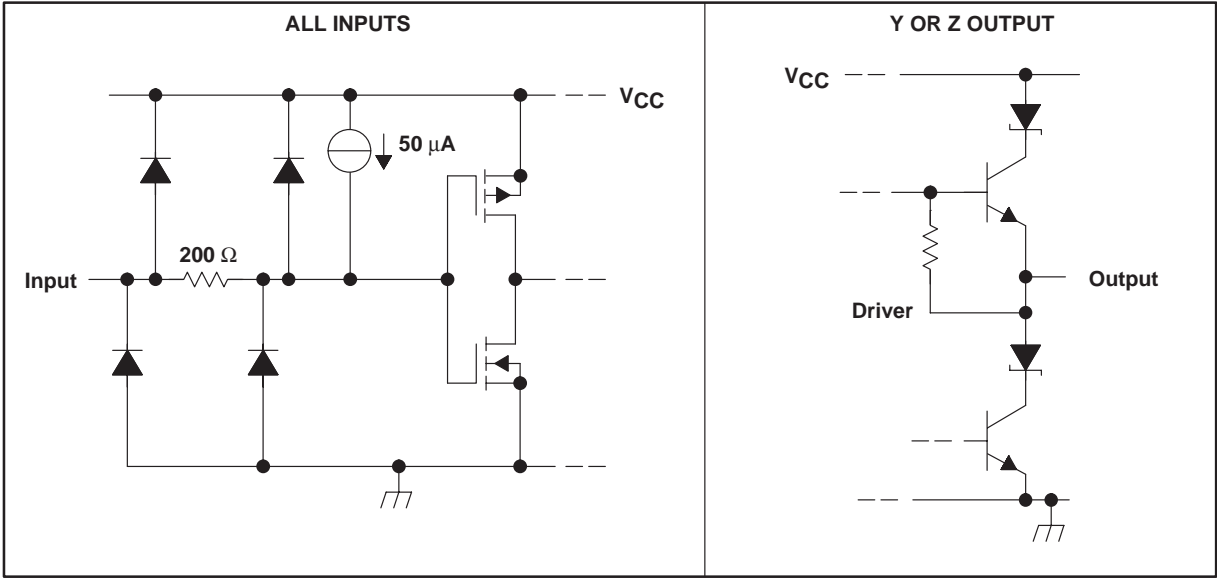 ALL INPUTS
VCC
50 μA
200 Ω
Input
Y OR Z OUTPUT
VCC
Output
Driver